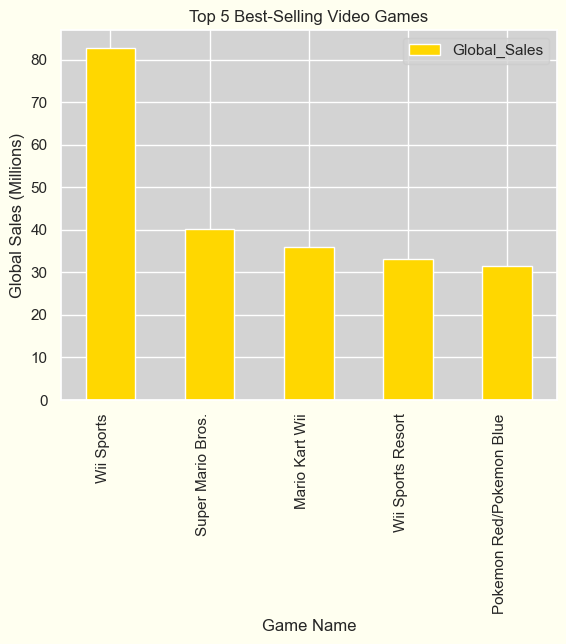 Top 5 Best-Selling Video Games
Global_Sales
Global Sales (Millions)
80
70
60
50
40
30
20
10
0
Wii Sports
Super Mario Bros.
Mario Kart Wii
Wii Sports Resort
Pokemon Red/Pokemon Blue
Game Name